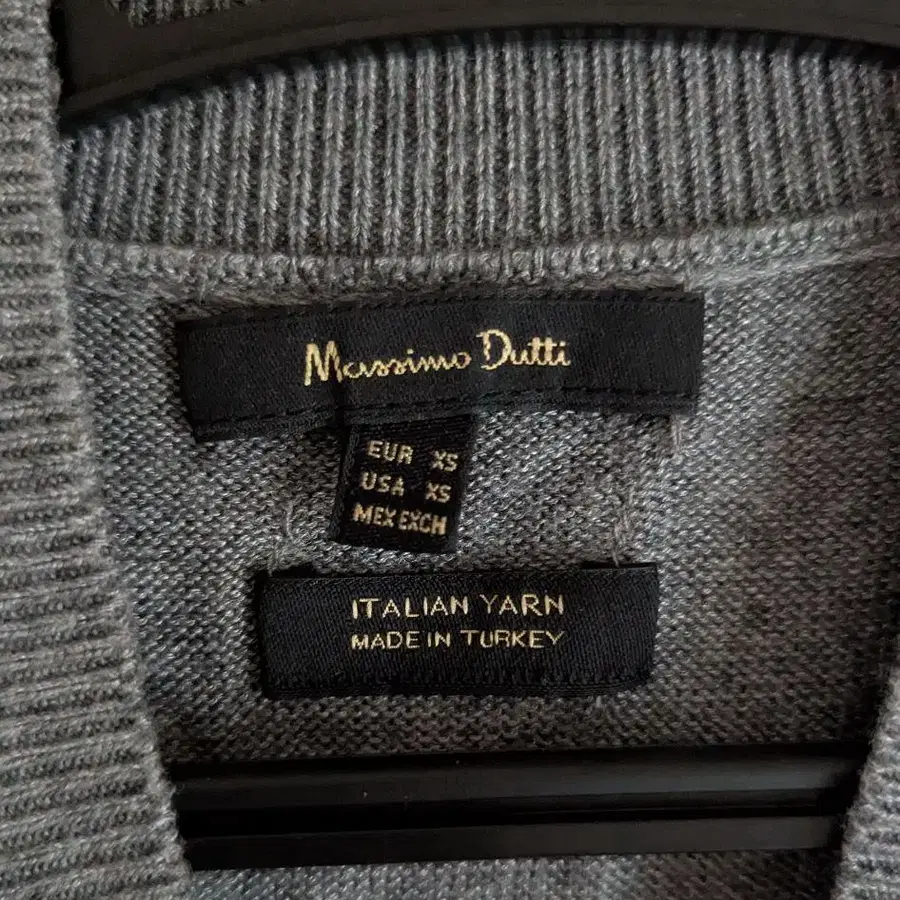 Massimo Dutti
EUR XS
USA XS
MEX EXCH
ITALIAN YARN
MADE IN TURKEY